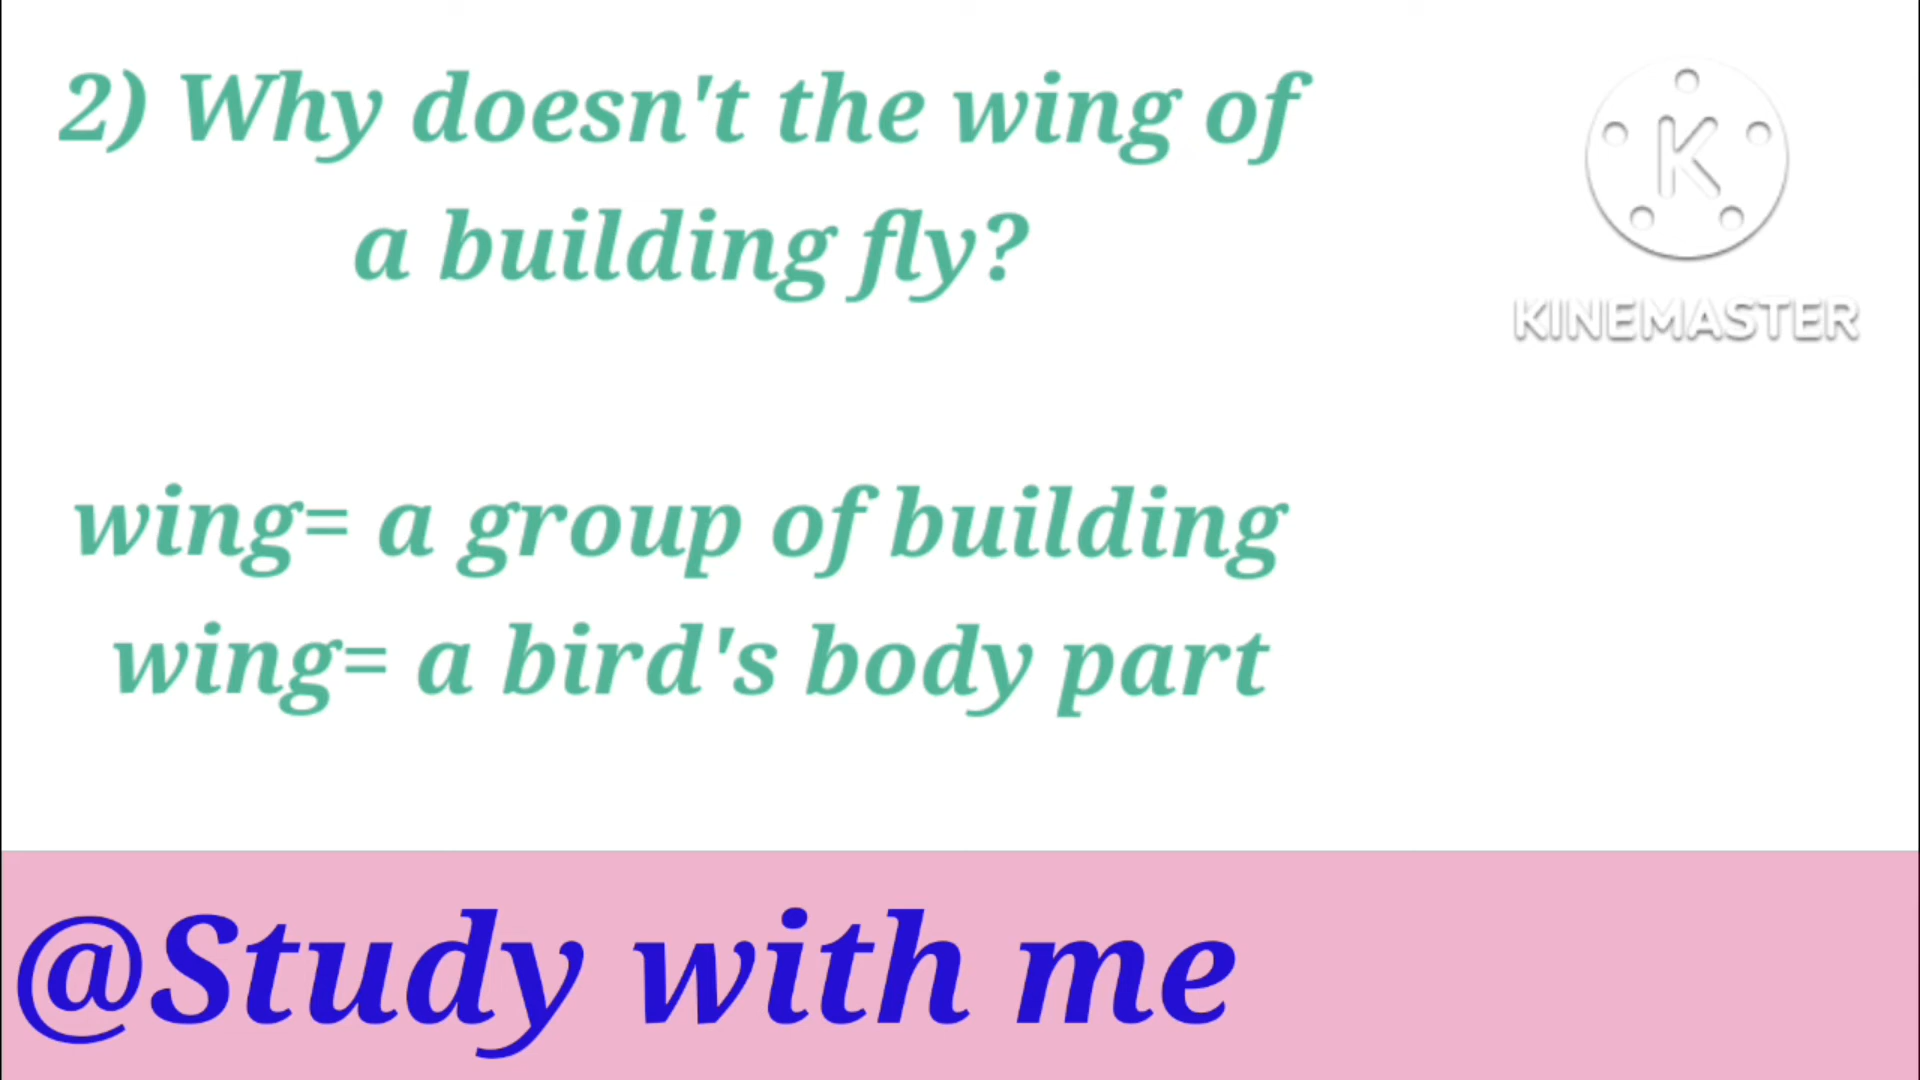 2) Why doesn't the wing of
a building fly?
KINEMASTER
wing= a group of building
wing= a bird's body part
@Study with me